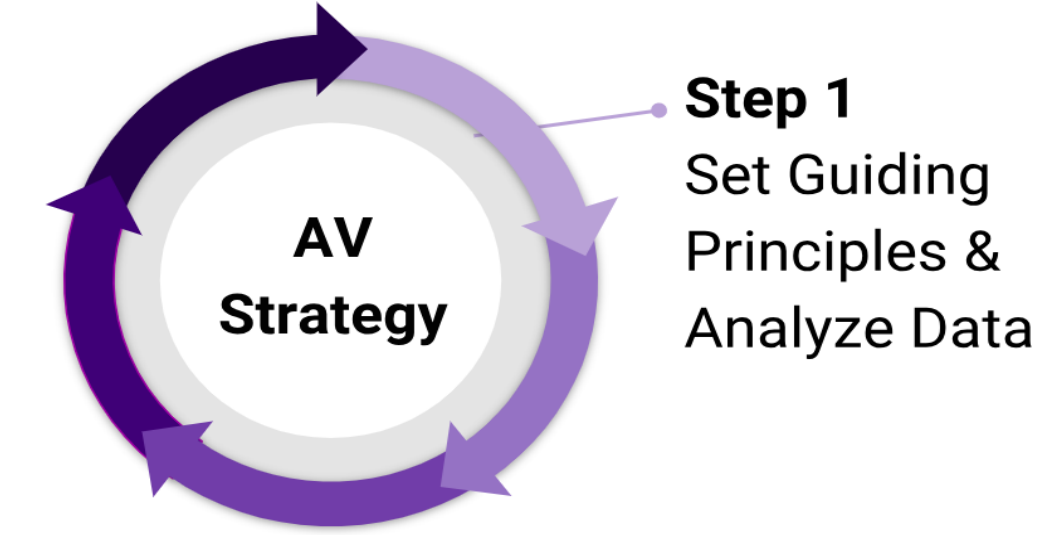 AV
Strategy
Step 1
Set Guiding
Principles &
Analyze Data